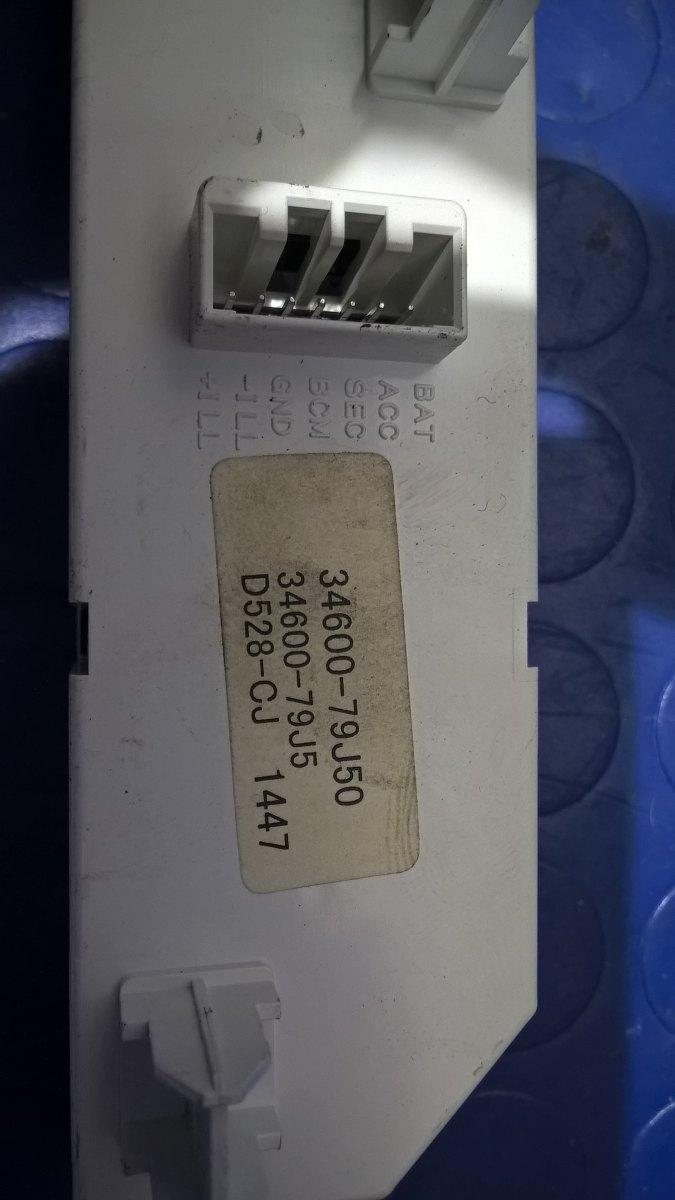 BAT
ACC
SEC
BCM
GND
-ILL
+ILL
34600-79J50
34600-79J5
D528-CJ 1447